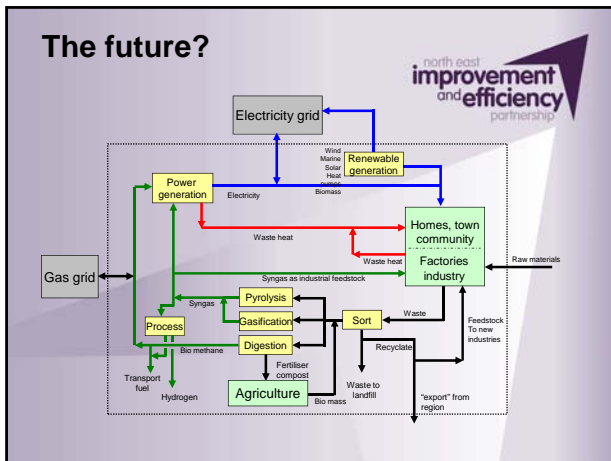 The future?
north east
improvement
and efficiency
partnership
Electricity grid
Wind
Marine
Solar
Heat
pumps
Biomass
Renewable
generation
Power
generation
Electricity
Waste heat
Waste heat
Homes, town
community
Factories
industry
Raw materials
Gas grid
Syngas as industrial feedstock
Syngas
Pyrolysis
Gasification
Digestion
Process
Bio methane
Sort
Waste
Recyclate
Feedstock
To new
industries
Transport
fuel
Hydrogen
Fertiliser
compost
Agriculture
Bio mass
Waste to
landfill
"export" from
region